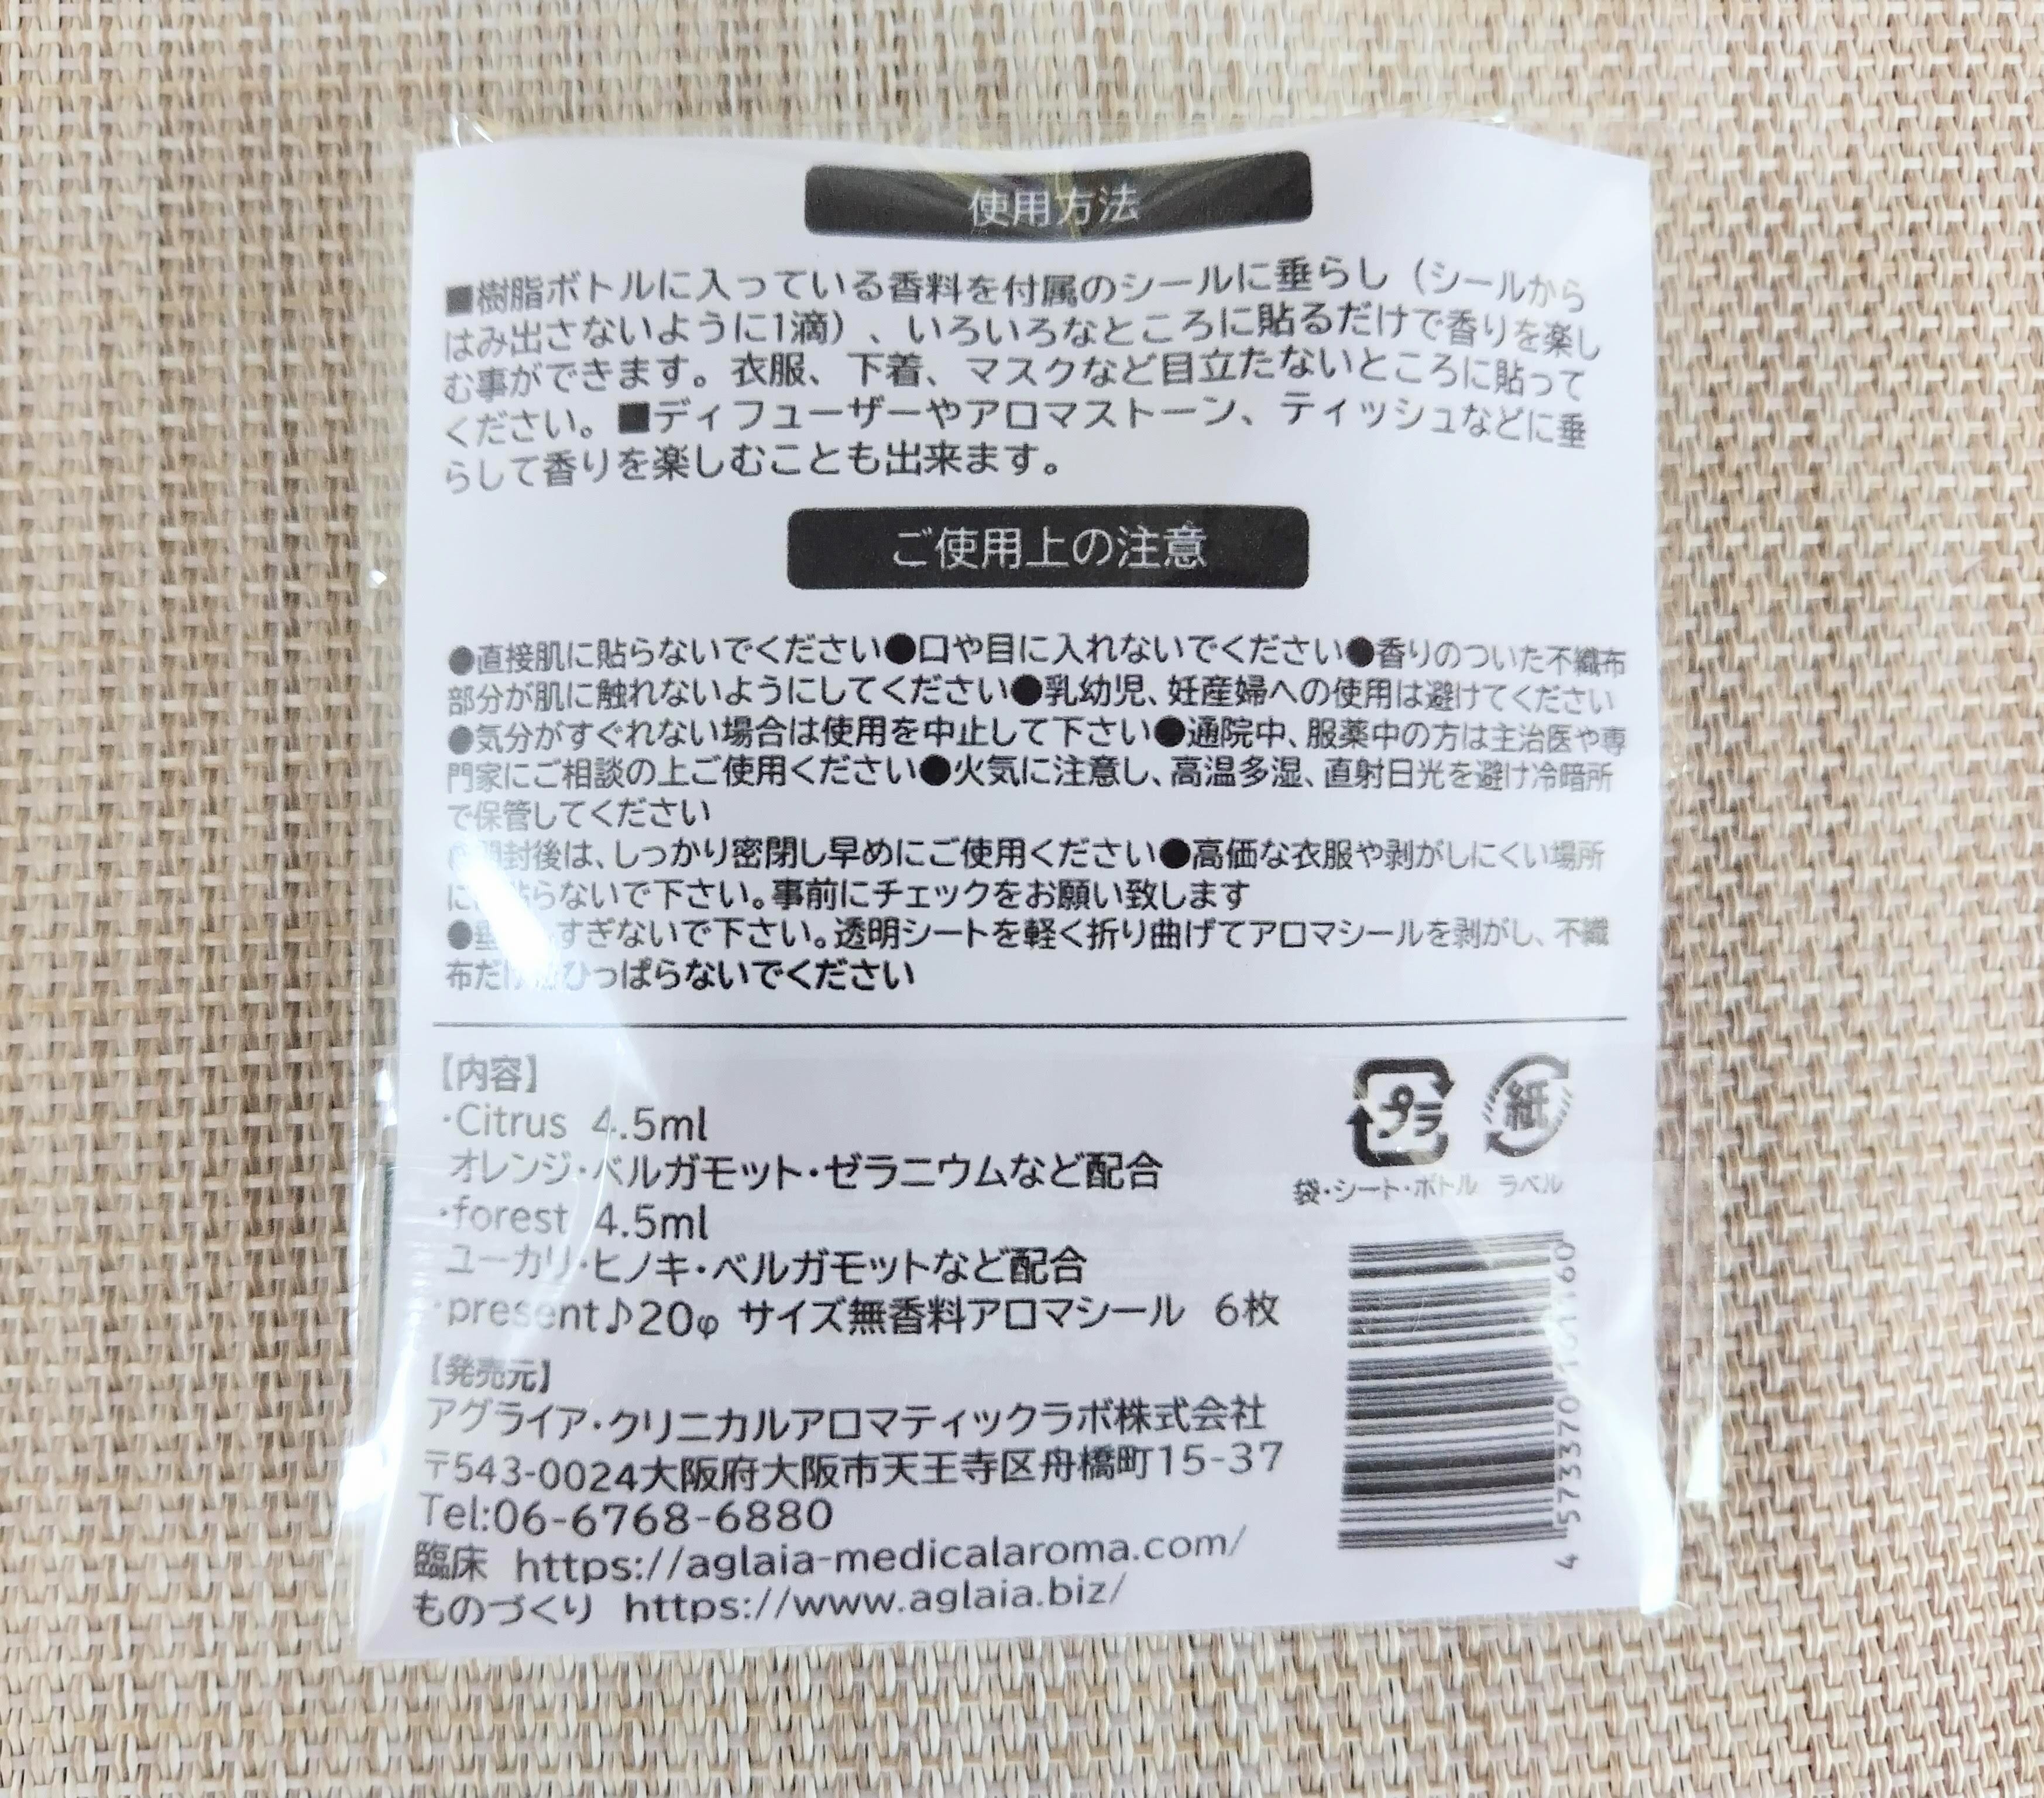 使用方法
■樹脂ボトルに入っている香料を付属のシールに垂らし（シールから
はみ出さないように1滴）、いろいろなところに貼るだけで香りを楽し
む事ができます。衣服、下着、マスクなど目立たないところに貼って
ください。■ディフューザーやアロマストーン、ティッシュなどに垂
らして香りを楽しむことも出来ます。
ご使用上の注意
●直接肌に貼らないでください●口や目に入れないでください●香りのついた不織布
部分が肌に触れないようにしてください●乳幼児、妊産婦への使用は避けてください
●気分がすぐれない場合は使用を中止して下さい●通院中、服薬中の方は主治医や専
門家にご相談の上ご使用ください●火気に注意し、高温多湿、直射日光を避け冷暗所
で保管してください
●開封後は、しっかり密閉し早めにご使用ください●高価な衣服や剥がしにくい場所
に貼らないで下さい。事前にチェックをお願い致します
●垂すぎないで下さい。透明シートを軽く折り曲げてアロマシールを剥がし、不織
布だけひっぱらないでください
【内容】
・Citrus 4.5ml
オレンジ・ベルガモット・ゼラニウムなど配合
・forest 4.5ml
ユーカリ・ヒノキ・ベルガモットなど配合
・present♪20φ サイズ無香料アロマシール 6枚
プラ 紙
袋・シート・ボトル ラベル
【発売元】
アグライア・クリニカルアロマティックラボ株式会社
〒543-0024大阪府大阪市天王寺区舟橋町15-37
Tel:06-6768-6880
臨床 https://aglaia-medicalaroma.com/
ものづくり https://www.aglaia.biz/